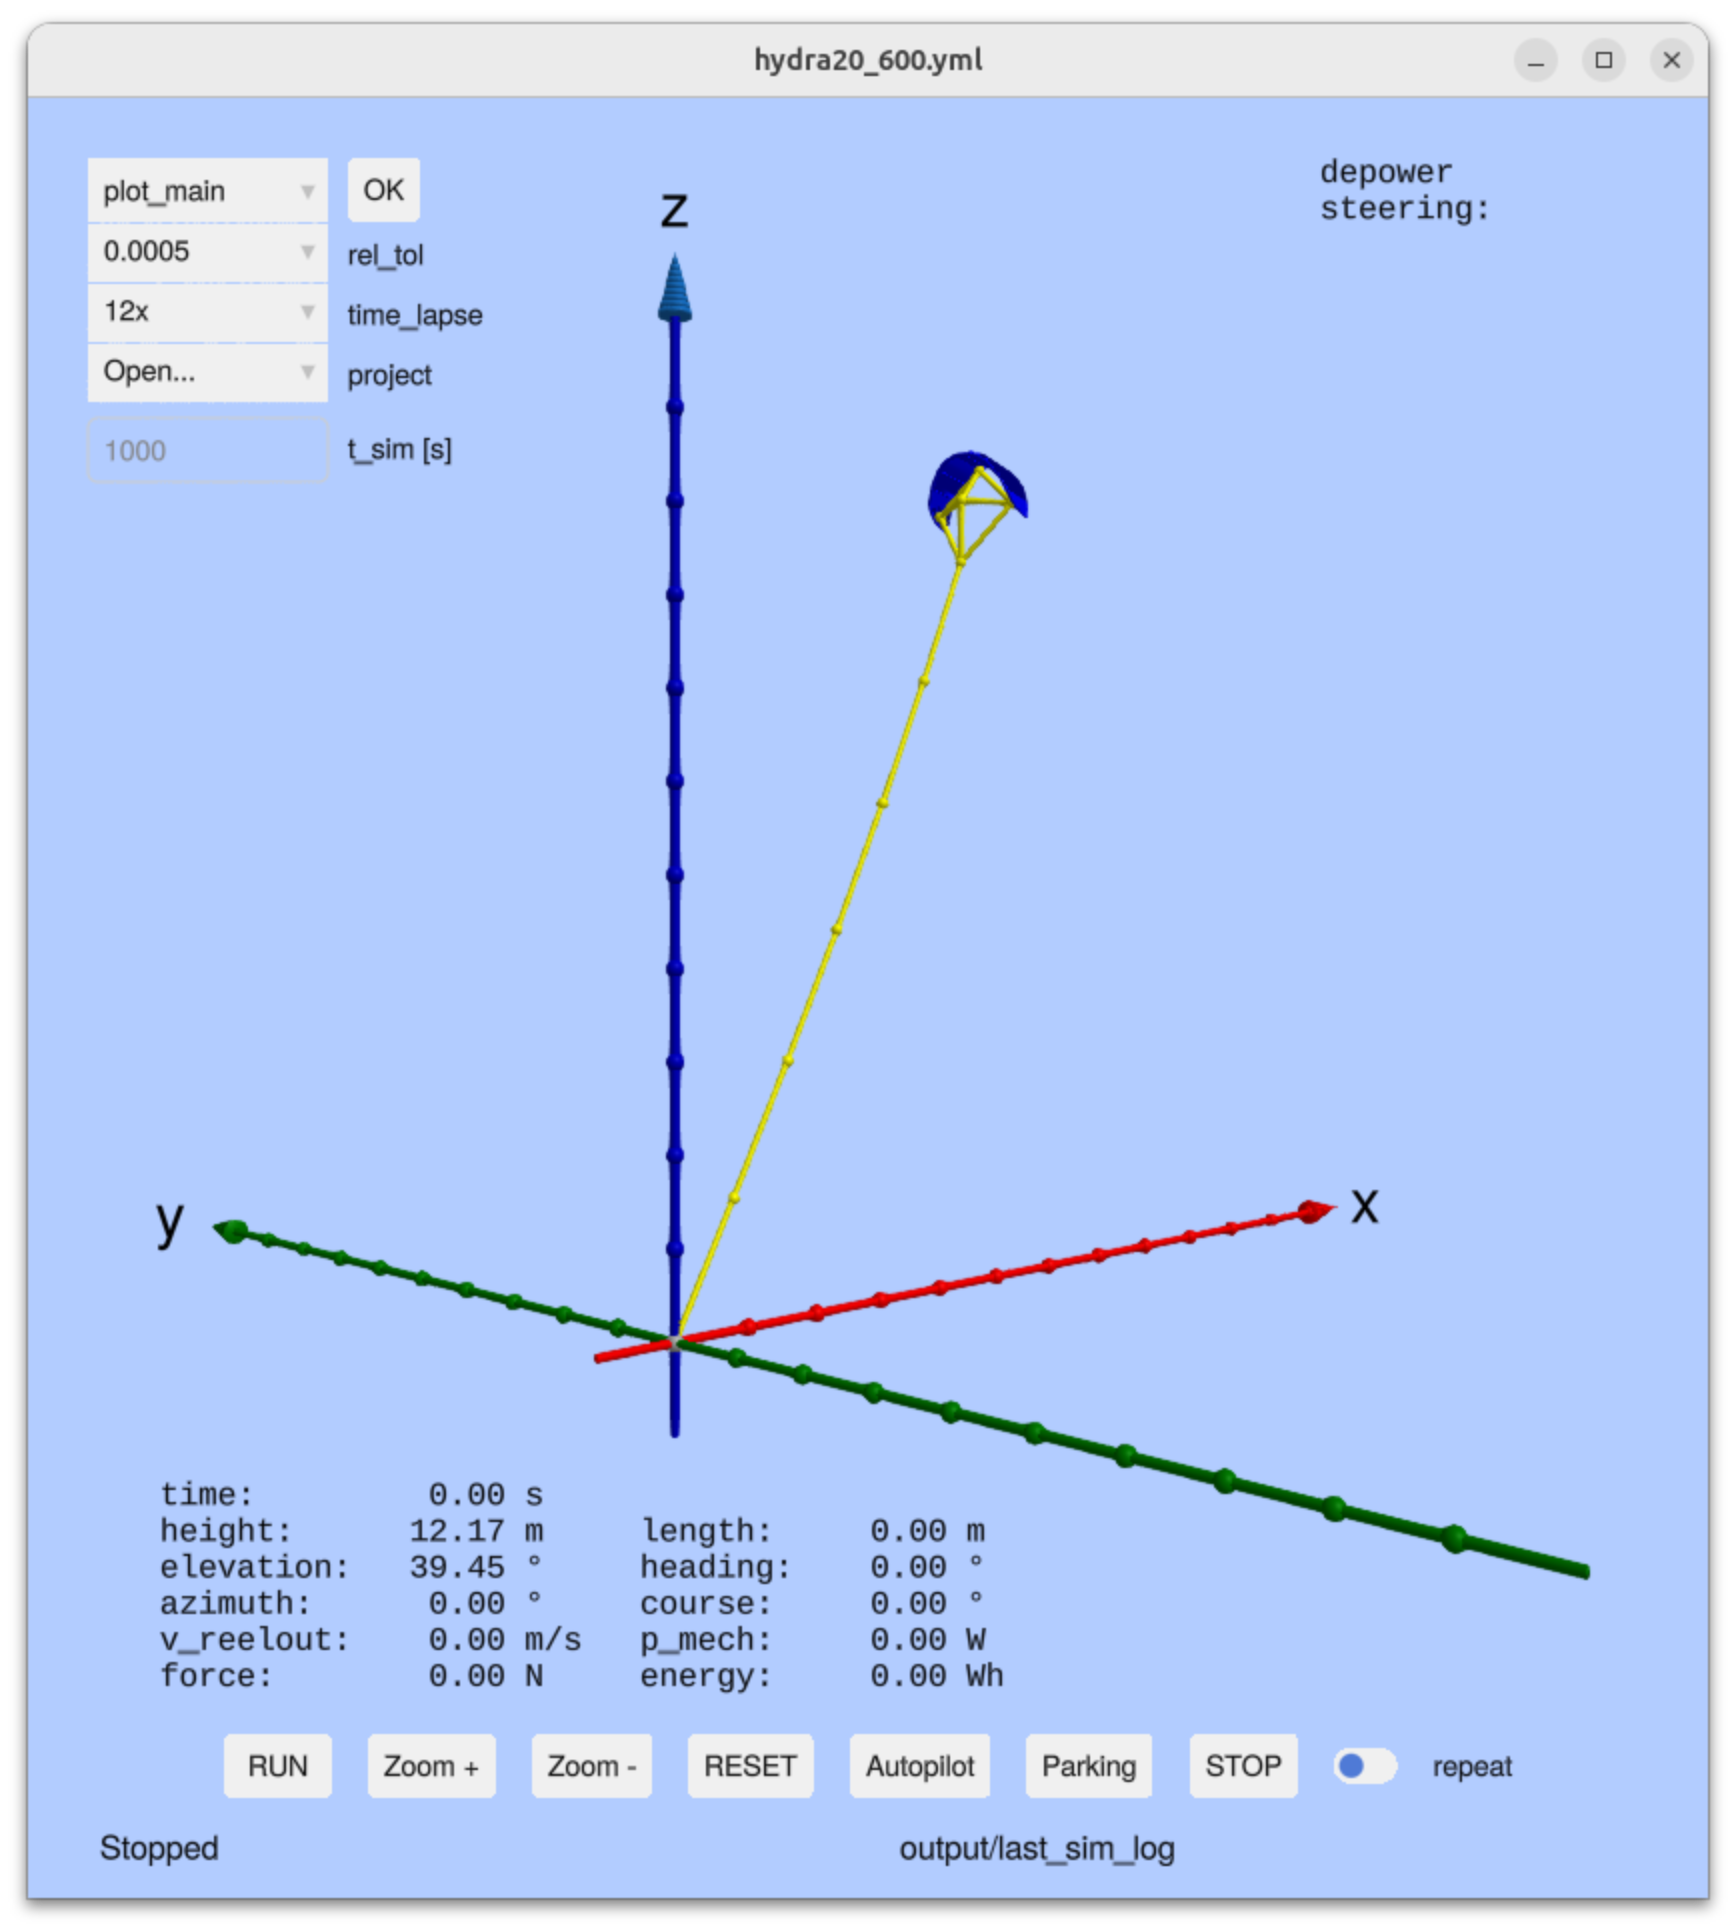 hydra20_600.yml
plot_main OK
0.0005 rel_tol
12x time_lapse
Open... project
1000 t_sim [s]
depower
steering:
z
y
x
time: 0.00 s
height: 12.17 m length: 0.00 m
elevation: 39.45 ° heading: 0.00 °
azimuth: 0.00 ° course: 0.00 °
v_reelout: 0.00 m/s p_mech: 0.00 W
force: 0.00 N energy: 0.00 Wh
RUN Zoom + Zoom - RESET Autopilot Parking STOP repeat
Stopped output/last_sim_log